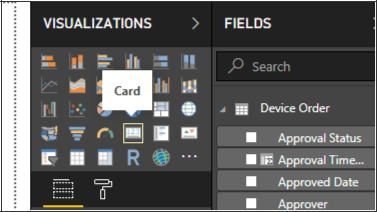 VISUALIZATIONS > FIELDS
Card
Search
Device Order
Approval Status
Approval Time...
Approved Date
Approver
R ...